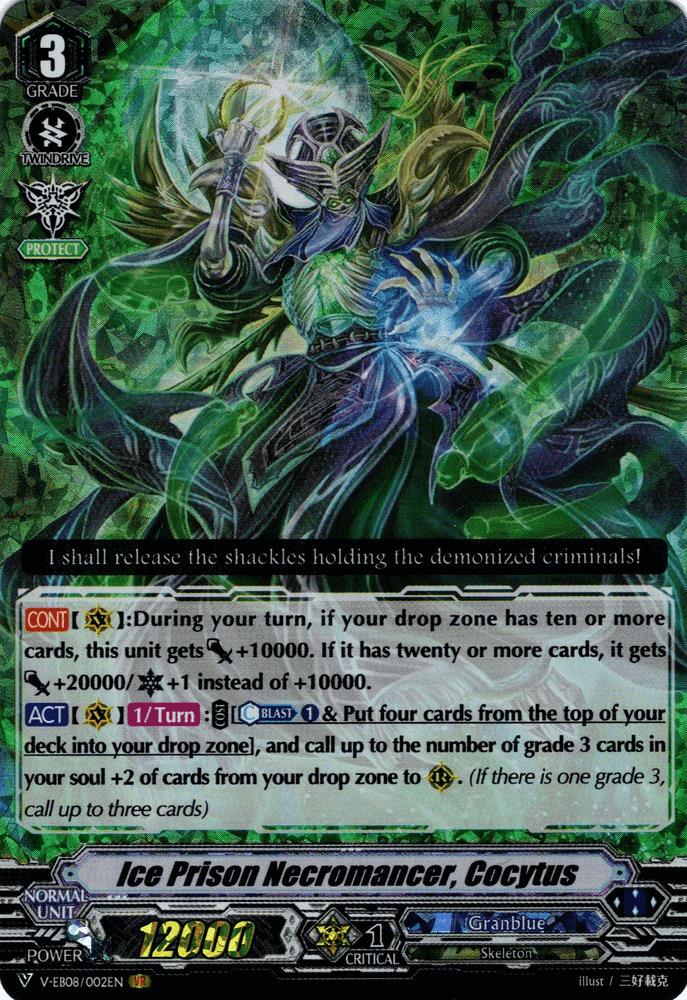 3
GRADE
TWINDRIVE
PROTECT
I shall release the shackles holding the demonized criminals!
CONT【 V 】:During your turn, if your drop zone has ten or more
cards, this unit gets +10000. If it has twenty or more cards, it gets
+20000/ +1 instead of +10000.
ACT【 V 】1/Turn :COST [C BLAST 1 & Put four cards from the top of your
deck into your drop zone], and call up to the number of grade 3 cards in
your soul +2 of cards from your drop zone to R. (If there is one grade 3,
call up to three cards)
Ice Prison Necromancer, Cocytus
NORMAL
UNIT
POWER
12000
1
CRITICAL
Granblue
Skeleton
V-EB08/002EN VR
illust / 三好載克